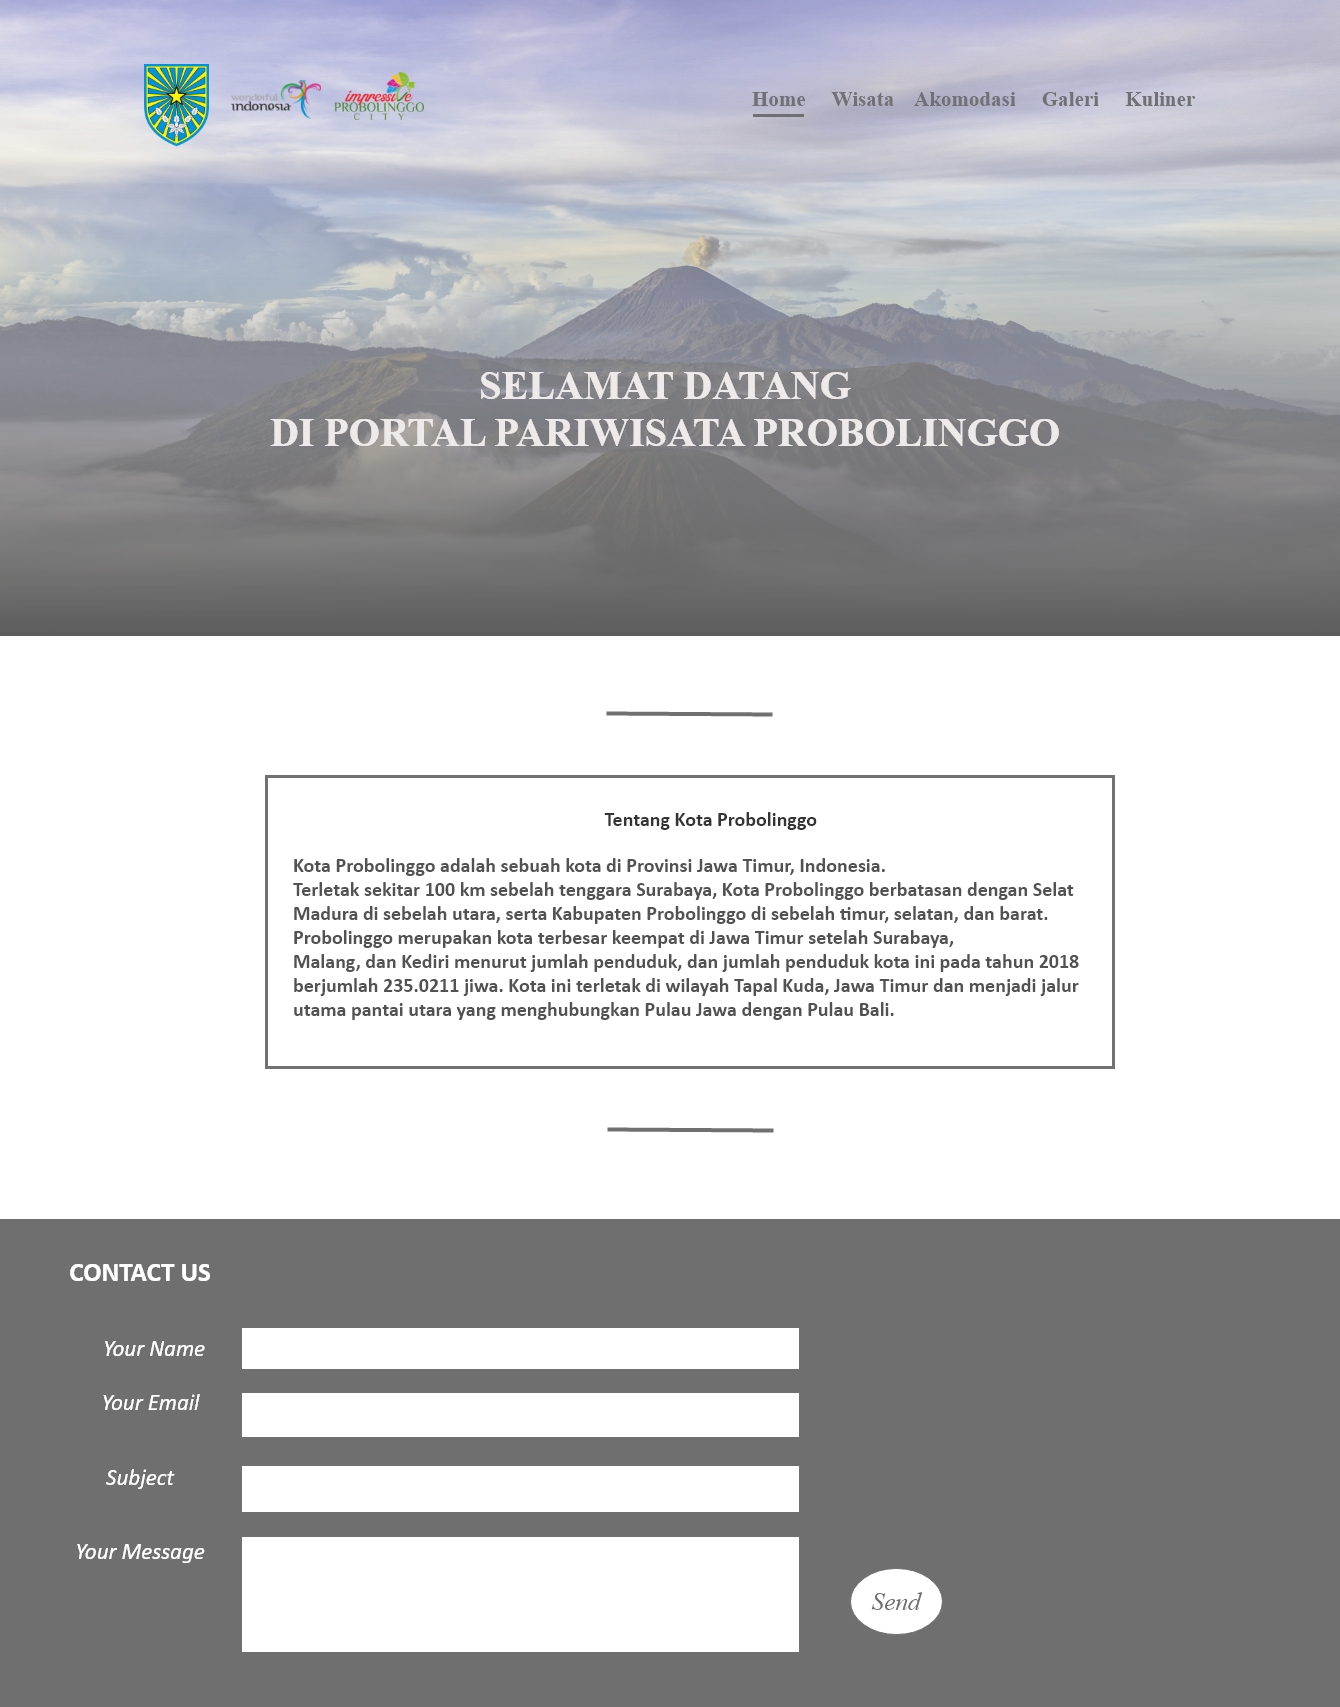 wonderful
indonesia
impressive
PROBOLINGGO
CITY
Home Wisata Akomodasi Galeri Kuliner
SELAMAT DATANG
DI PORTAL PARIWISATA PROBOLINGGO
Tentang Kota Probolinggo
Kota Probolinggo adalah sebuah kota di Provinsi Jawa Timur, Indonesia.
Terletak sekitar 100 km sebelah tenggara Surabaya, Kota Probolinggo berbatasan dengan Selat
Madura di sebelah utara, serta Kabupaten Probolinggo di sebelah timur, selatan, dan barat.
Probolinggo merupakan kota terbesar keempat di Jawa Timur setelah Surabaya,
Malang, dan Kediri menurut jumlah penduduk, dan jumlah penduduk kota ini pada tahun 2018
berjumlah 235.0211 jiwa. Kota ini terletak di wilayah Tapal Kuda, Jawa Timur dan menjadi jalur
utama pantai utara yang menghubungkan Pulau Jawa dengan Pulau Bali.
CONTACT US
Your Name
Your Email
Subject
Your Message
Send